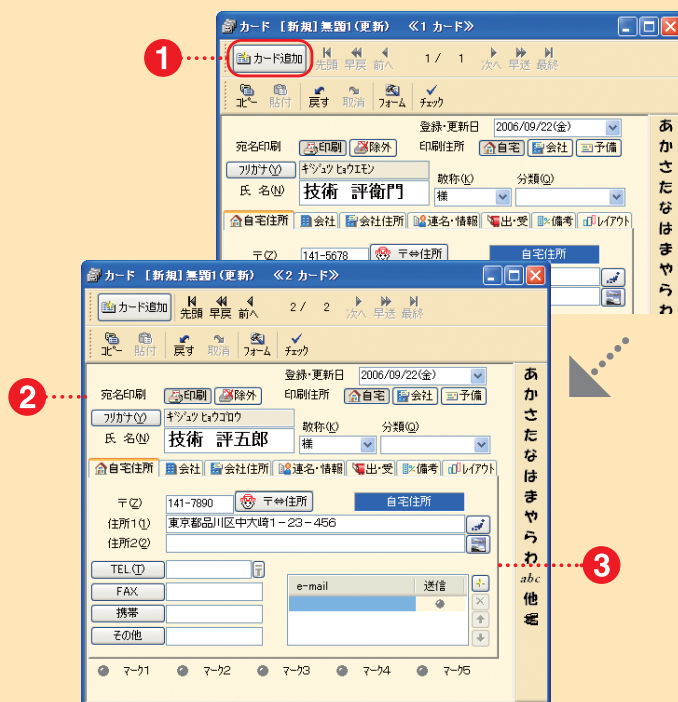 カード [新規]無題1(更新) ≪1 カード≫
1
カード追加 先頭 早戻 前へ 1/ 1 次へ 早送 最終
コピー 貼付 戻す 取消 フォーム チェック
登録・更新日 2006/09/22(金)
宛名印刷 印刷 除外 印刷住所 自宅 会社 予備
フリガナ(Y) ギジュツ ヒョウエモン
敬称(K) 分類(Q)
氏 名(N) 技術 評衛門 様
自宅住所 会社 会社住所 連名・情報 出・受 備考 レイアウト
〒(Z) 141-5678 〒⇔住所 自宅住所
あ
か
さ
た
な
は
ま
や
ら
わ
カード [新規]無題1(更新) ≪2 カード≫
カード追加 先頭 早戻 前へ 2/ 2 次へ 早送 最終
コピー 貼付 戻す 取消 フォーム チェック
登録・更新日 2006/09/22(金)
2
宛名印刷 印刷 除外 印刷住所 自宅 会社 予備
フリガナ(Y) ギジュツ ヒョウゴロウ
敬称(K) 分類(Q)
氏 名(N) 技術 評五郎 様
自宅住所 会社 会社住所 連名・情報 出・受 備考 レイアウト
〒(Z) 141-7890 〒⇔住所 自宅住所
住所1(1) 東京都品川区中大崎1-23-456
住所2(2)
3
TEL(T)
FAX e-mail 送信
携帯
その他
マーク1 マーク2 マーク3 マーク4 マーク5
あ
か
さ
た
な
は
ま
や
ら
わ
abc
他